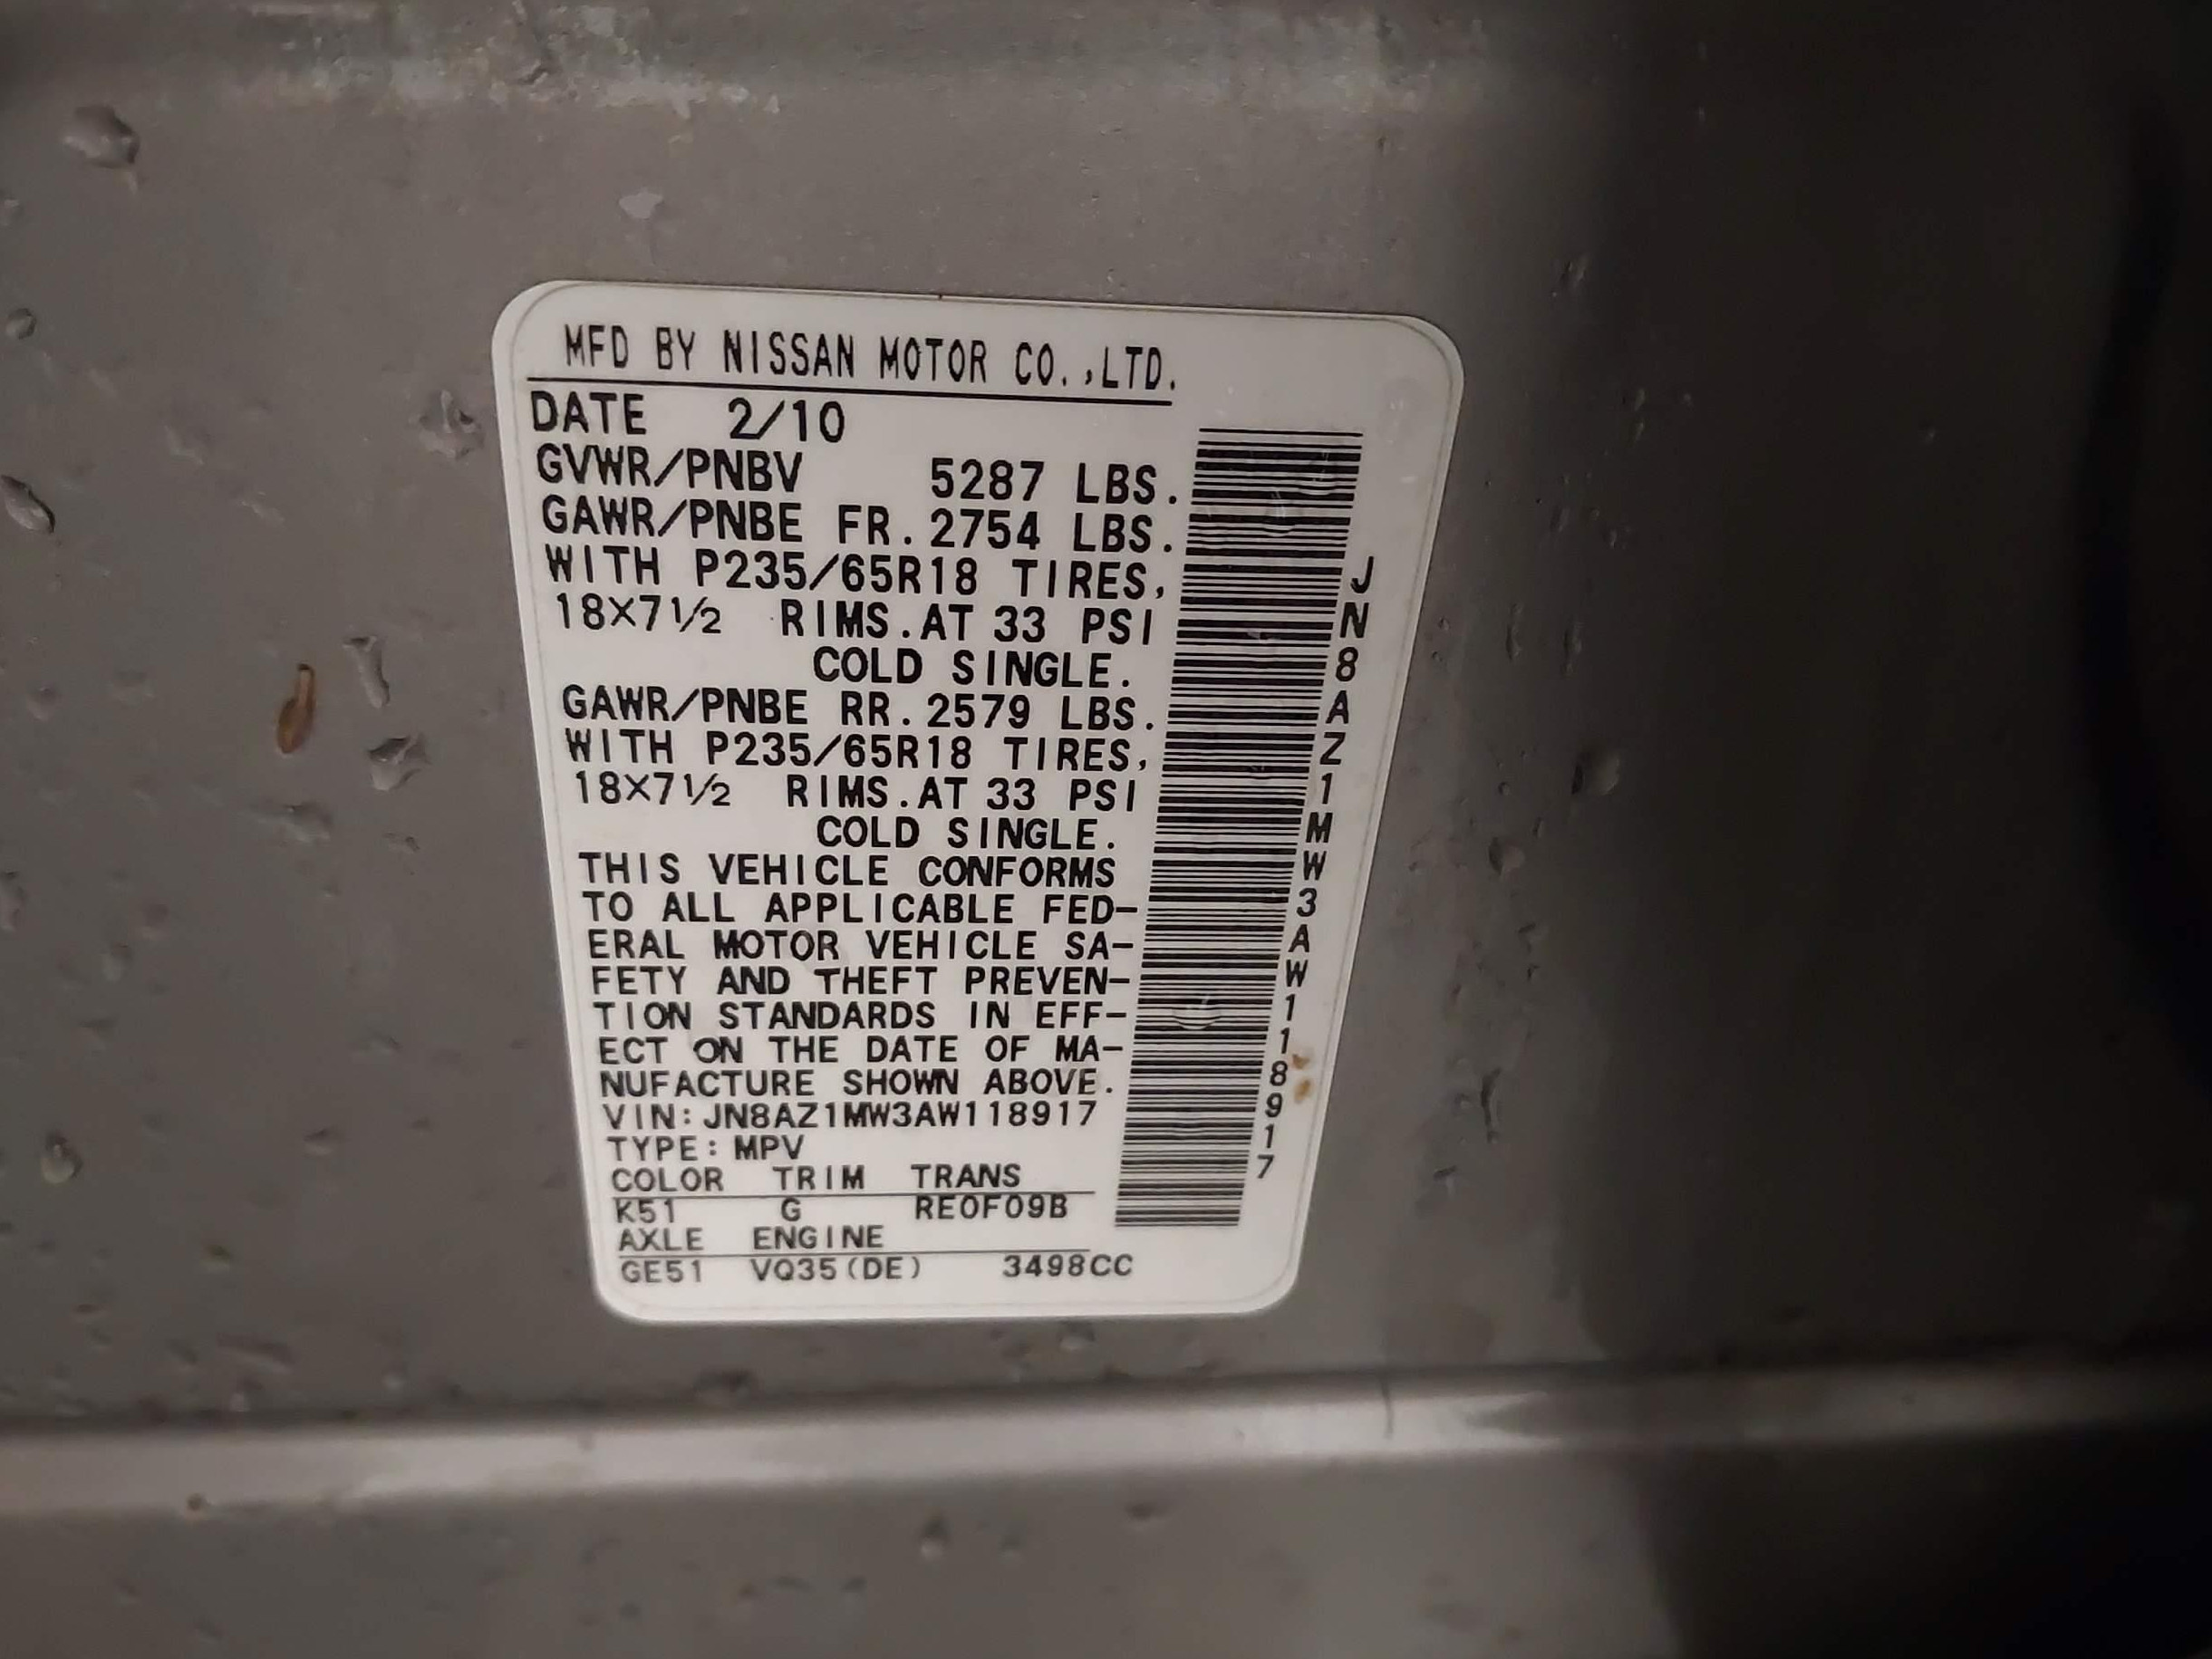 MFD BY NISSAN MOTOR CO.,LTD.
DATE 2/10
GVWR/PNBV 5287 LBS.
GAWR/PNBE FR. 2754 LBS.
WITH P235/65R18 TIRES,
18X7½ RIMS.AT 33 PSI
COLD SINGLE.
GAWR/PNBE RR. 2579 LBS.
WITH P235/65R18 TIRES,
18X7½ RIMS.AT 33 PSI
COLD SINGLE.
THIS VEHICLE CONFORMS
TO ALL APPLICABLE FED-
ERAL MOTOR VEHICLE SA-
FETY AND THEFT PREVEN-
TION STANDARDS IN EFF-
ECT ON THE DATE OF MA-
NUFACTURE SHOWN ABOVE.
VIN:JN8AZ1MW3AW118917
TYPE:MPV
COLOR TRIM TRANS
K51 G RE0F09B
AXLE ENGINE
GE51 VQ35(DE) 3498CC
JN8AZ1MW3AW118917